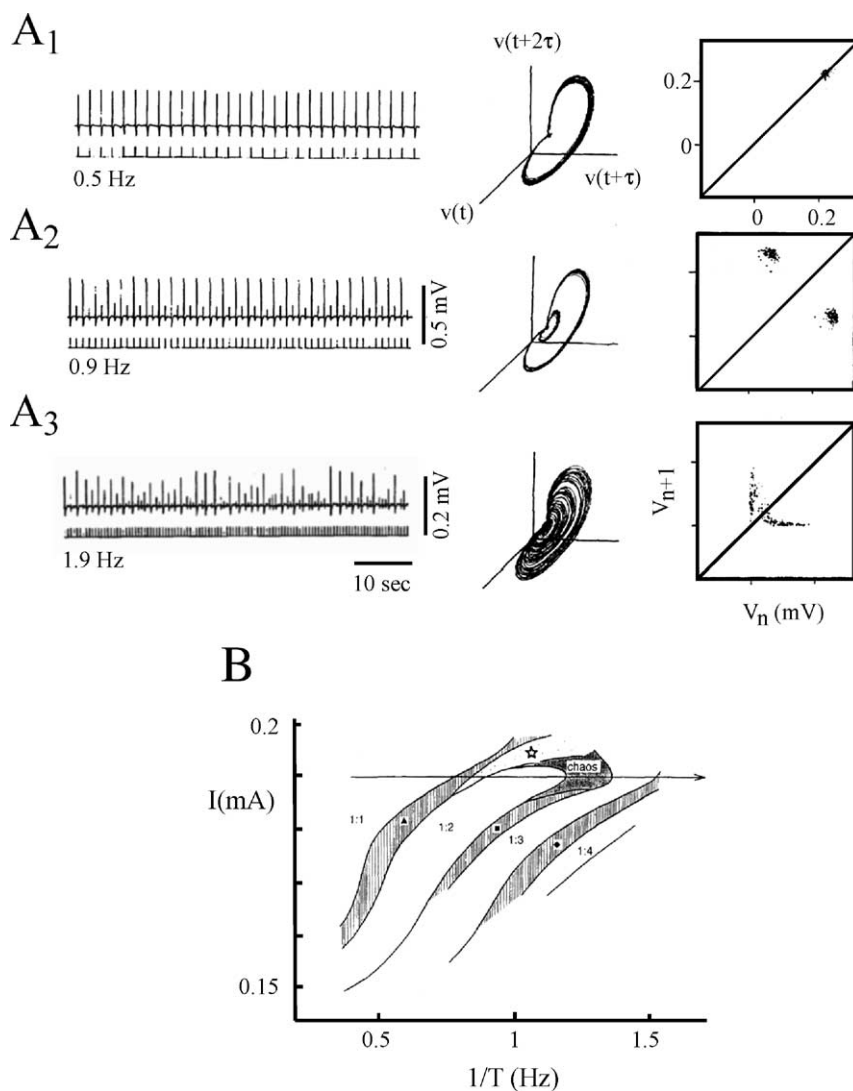 A1
v(t+2τ)
v(t+τ)
v(t)
0.5 Hz
0.2
0
0
0.2
A2
0.5 mV
0.9 Hz
A3
0.2 mV
1.9 Hz
10 sec
Vn+1
Vn (mV)
B
0.2
I(mA)
0.15
chaos
1:1
1:2
1:3
1:4
0.5
1
1.5
1/T (Hz)